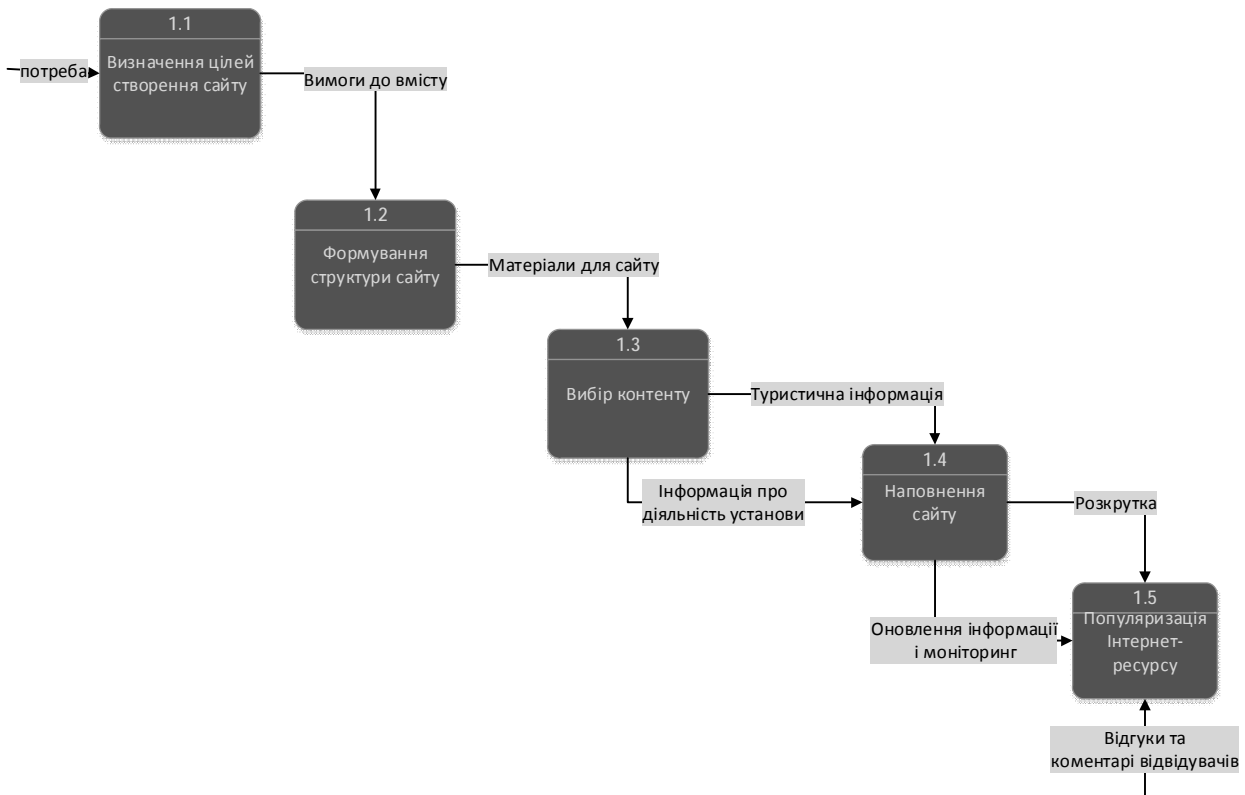 1.1
потреба
Визначення цілей
створення сайту
Вимоги до вмісту
1.2
Формування
структури сайту
Матеріали для сайту
1.3
Вибір контенту
Туристична інформація
1.4
Наповнення
сайту
Інформація про
діяльність установи
Розкрутка
1.5
Популяризація
Інтернет-
ресурсу
Оновлення інформації
і моніторинг
Відгуки та
коментарі відвідувачів